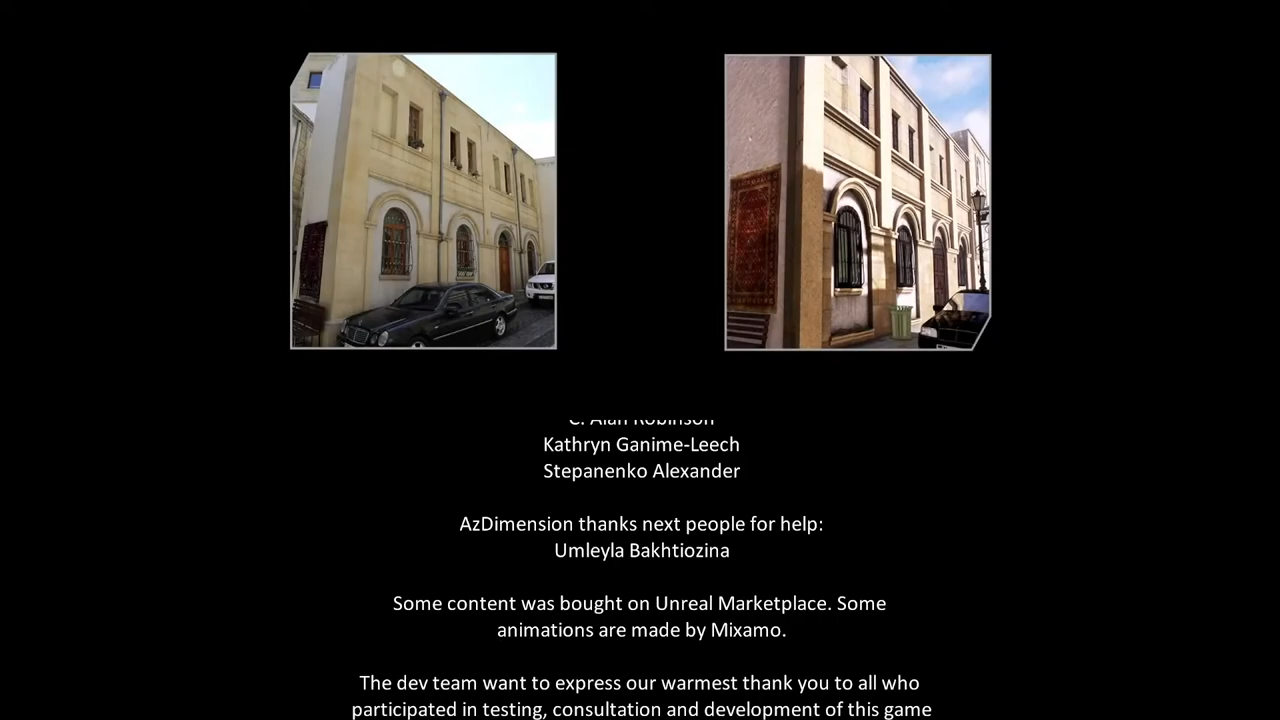 C. Alan Robinson
Kathryn Ganime-Leech
Stepanenko Alexander
AzDimension thanks next people for help:
Umleyla Bakhtiozina
Some content was bought on Unreal Marketplace. Some
animations are made by Mixamo.
The dev team want to express our warmest thank you to all who
participated in testing, consultation and development of this game